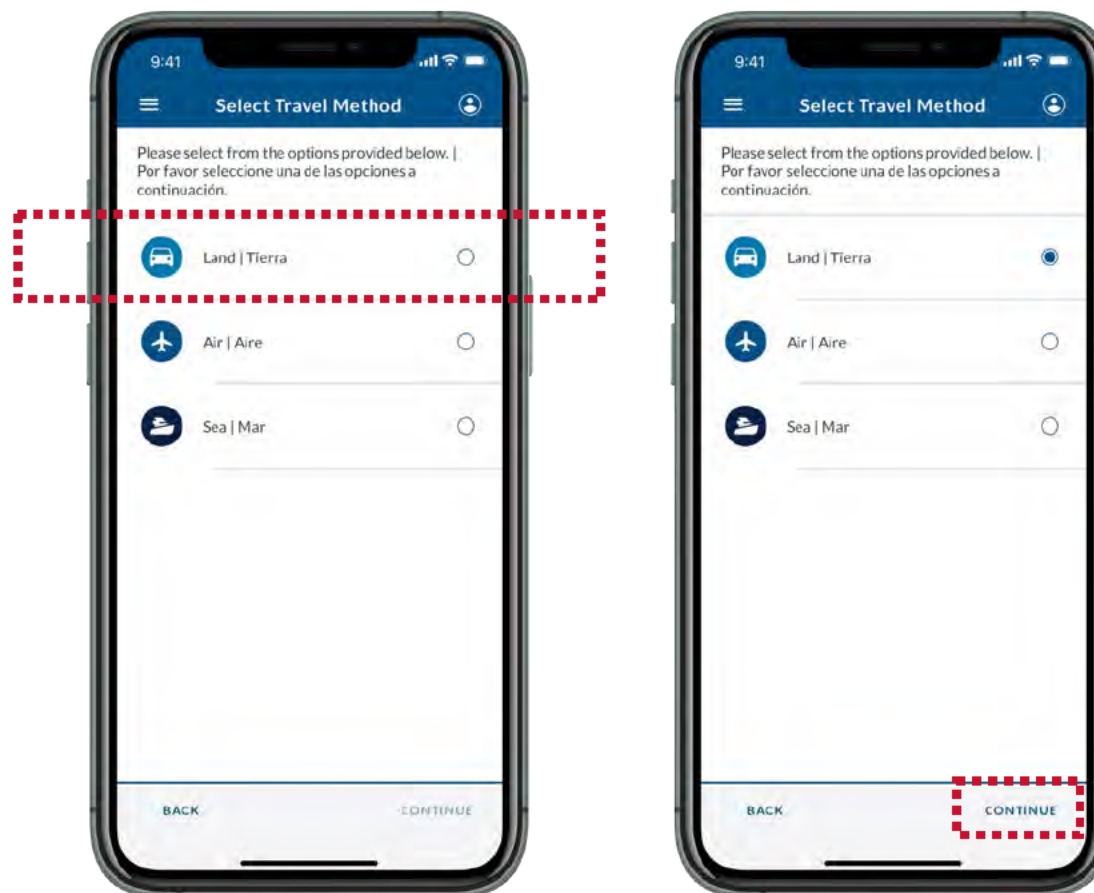 9:41
Select Travel Method
Please select from the options provided below. |
Por favor seleccione una de las opciones a
continuación.
Land | Tierra
Air | Aire
Sea | Mar
BACK CONTINUE
9:41
Select Travel Method
Please select from the options provided below. |
Por favor seleccione una de las opciones a
continuación.
Land | Tierra
Air | Aire
Sea | Mar
BACK CONTINUE